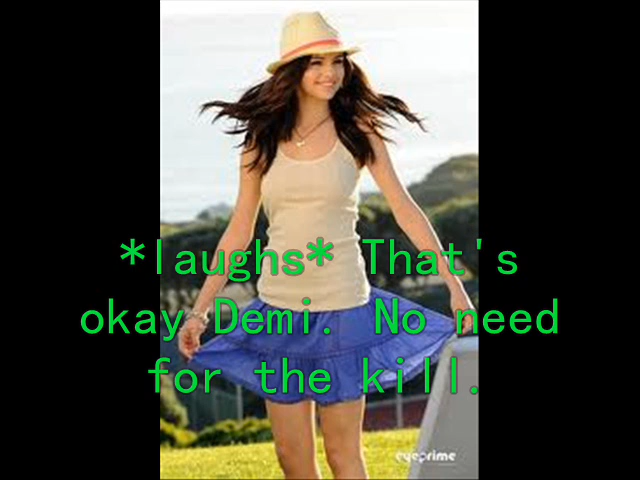 *laughs* That's
okay Demi. No need
for the kill.
eyeprime